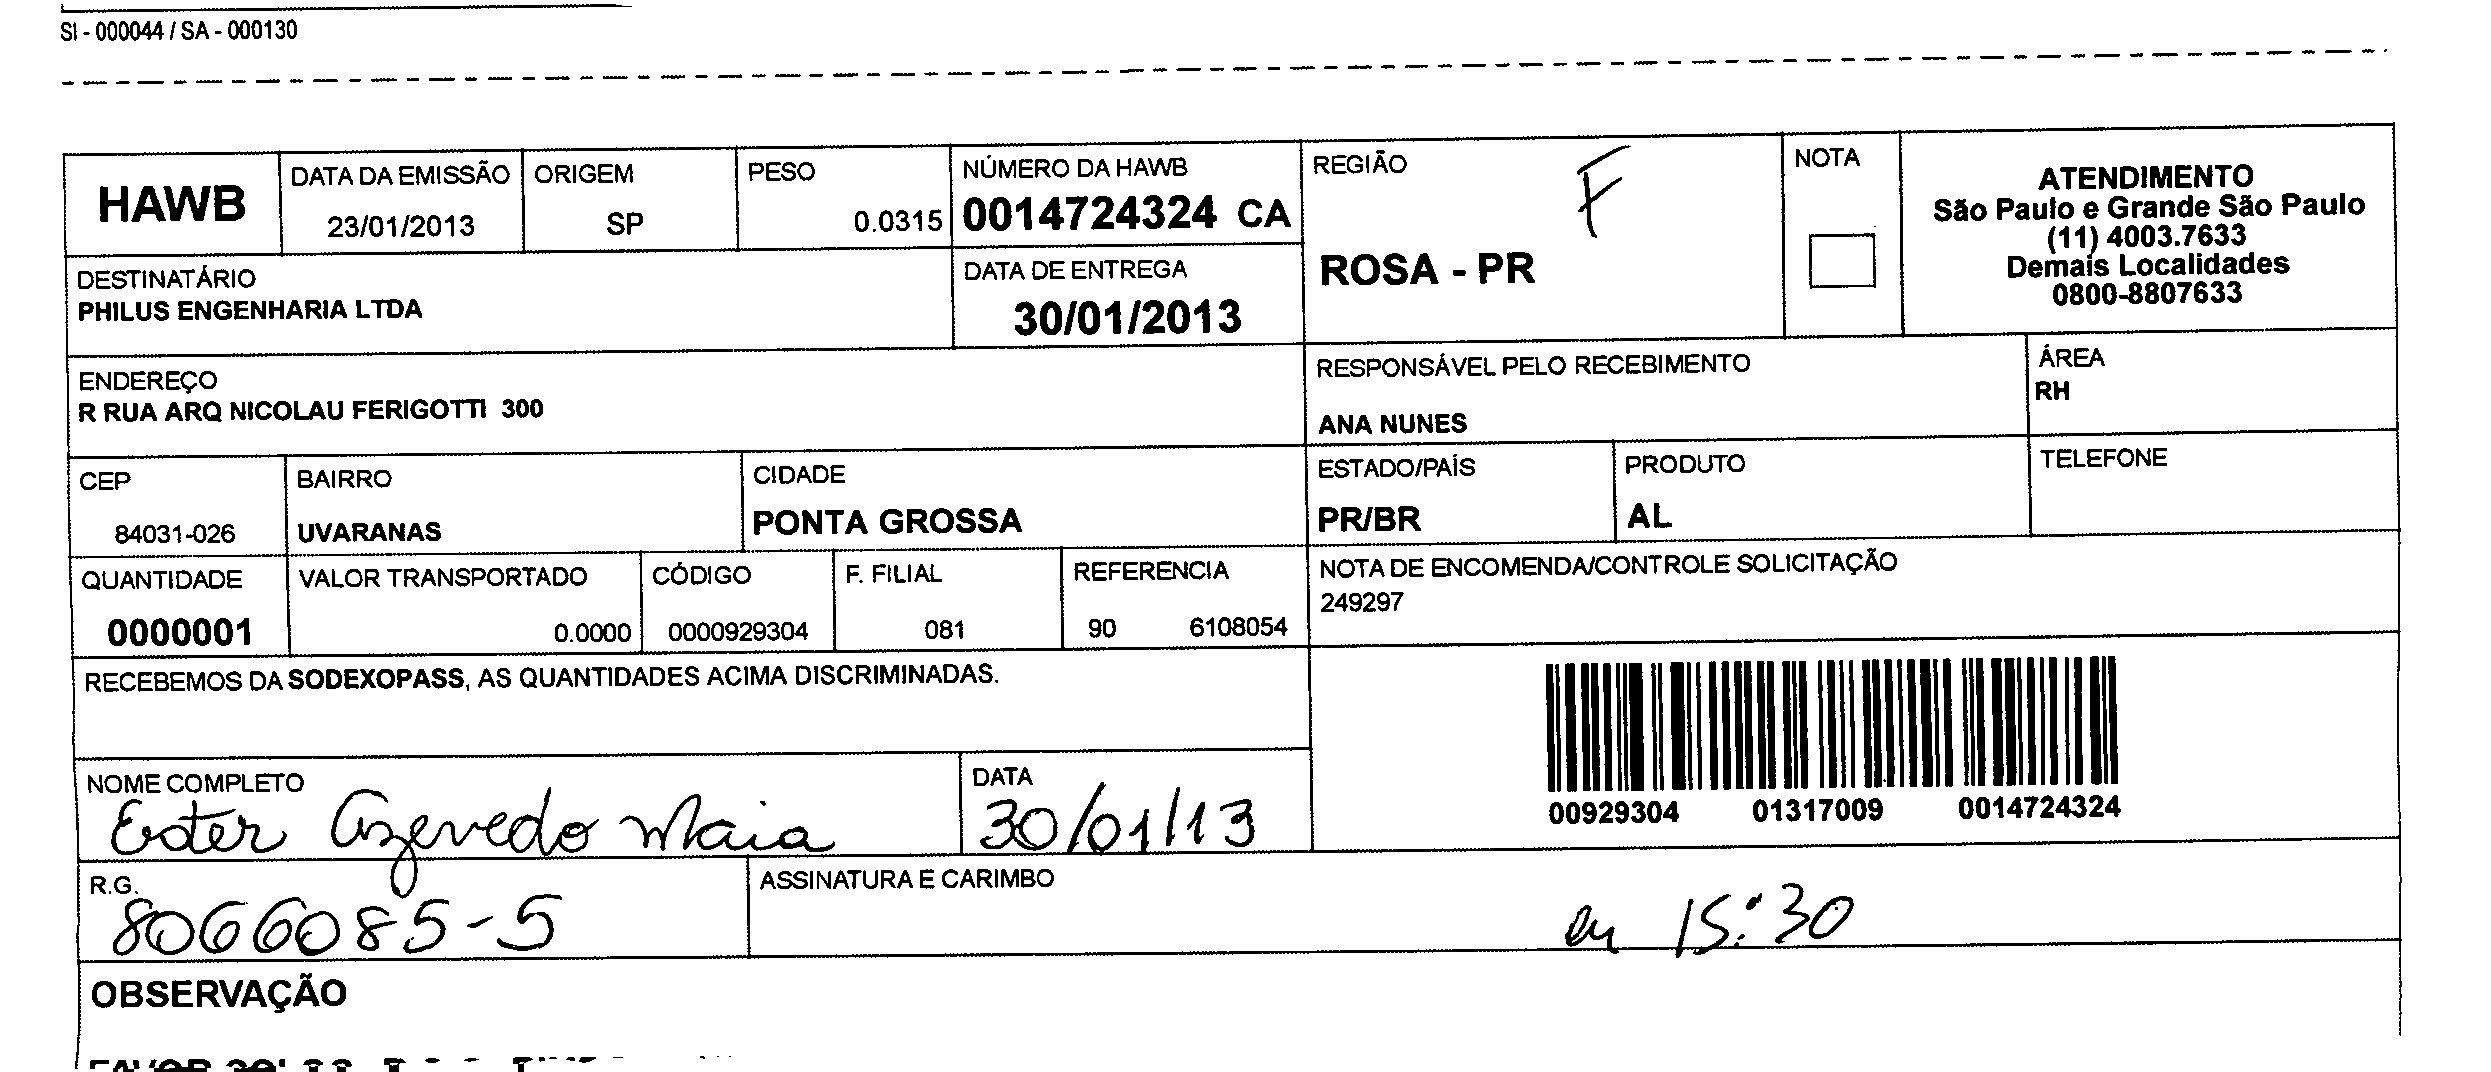 SI - 000044 / SA - 000130
HAWB
DATA DA EMISSÃO
23/01/2013
ORIGEM
SP
PESO
0.0315
NÚMERO DA HAWB
0014724324 CA
REGIÃO
F
ROSA - PR
NOTA
ATENDIMENTO
São Paulo e Grande São Paulo
(11) 4003.7633
Demais Localidades
0800-8807633
DESTINATÁRIO
PHILUS ENGENHARIA LTDA
DATA DE ENTREGA
30/01/2013
ENDEREÇO
R RUA ARQ NICOLAU FERIGOTTI 300
RESPONSÁVEL PELO RECEBIMENTO
ANA NUNES
ÁREA
RH
CEP
84031-026
BAIRRO
UVARANAS
CIDADE
PONTA GROSSA
ESTADO/PAÍS
PR/BR
PRODUTO
AL
TELEFONE
QUANTIDADE
0000001
VALOR TRANSPORTADO
0.0000
CÓDIGO
0000929304
F. FILIAL
081
REFERENCIA
90 6108054
NOTA DE ENCOMENDA/CONTROLE SOLICITAÇÃO
249297
RECEBEMOS DA SODEXOPASS, AS QUANTIDADES ACIMA DISCRIMINADAS.
00929304 01317009 0014724324
NOME COMPLETO
Ester Azevedo Maia
DATA
30/01/13
R.G.
8066085-5
ASSINATURA E CARIMBO
15:30
OBSERVAÇÃO